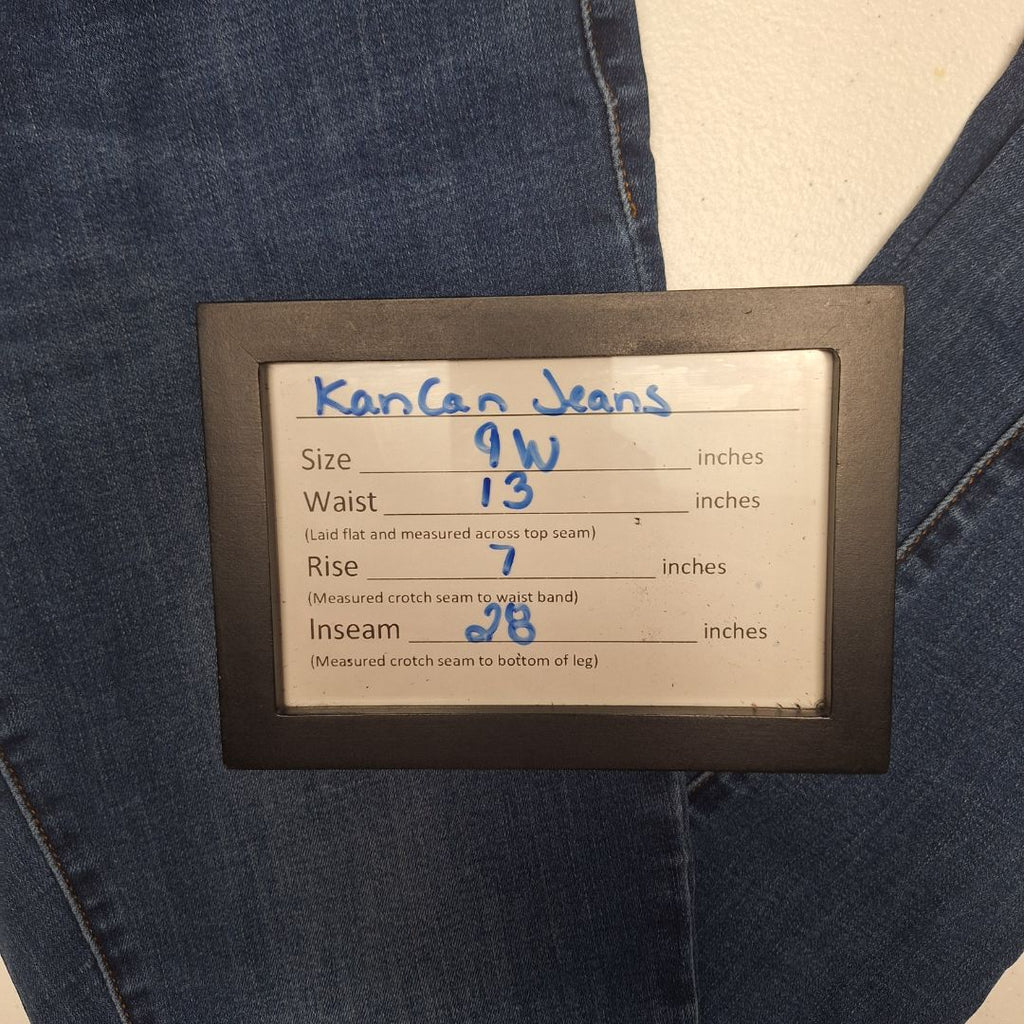 KanCan Jeans
Size 9W inches
Waist 13 inches
(Laid flat and measured across top seam)
Rise 7 inches
(Measured crotch seam to waist band)
Inseam 28 inches
(Measured crotch seam to bottom of leg)